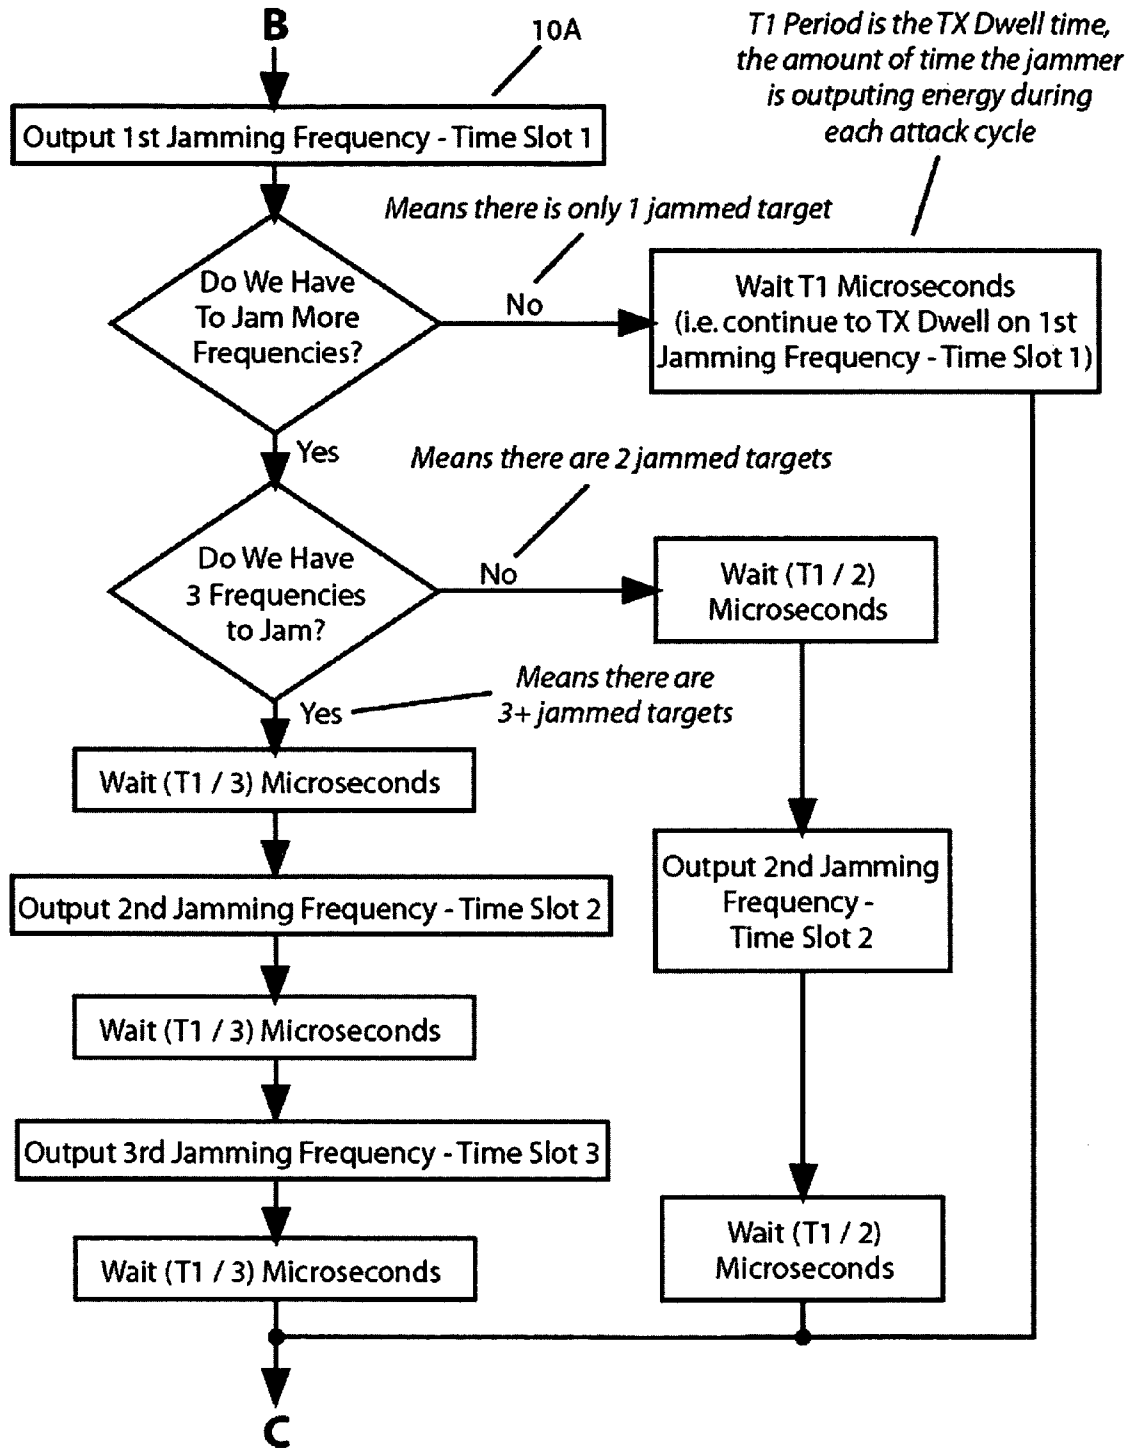 B
10A
T1 Period is the TX Dwell time,
the amount of time the jammer
is outputing energy during
each attack cycle
Output 1st Jamming Frequency - Time Slot 1
Means there is only 1 jammed target
Do We Have
To Jam More
Frequencies?
No
Wait T1 Microseconds
(i.e. continue to TX Dwell on 1st
Jamming Frequency - Time Slot 1)
Yes
Means there are 2 jammed targets
Do We Have
3 Frequencies
to Jam?
No
Wait (T1 / 2)
Microseconds
Means there are
3+ jammed targets
Yes
Wait (T1 / 3) Microseconds
Output 2nd Jamming
Frequency -
Time Slot 2
Output 2nd Jamming Frequency - Time Slot 2
Wait (T1 / 3) Microseconds
Output 3rd Jamming Frequency - Time Slot 3
Wait (T1 / 2)
Microseconds
Wait (T1 / 3) Microseconds
C